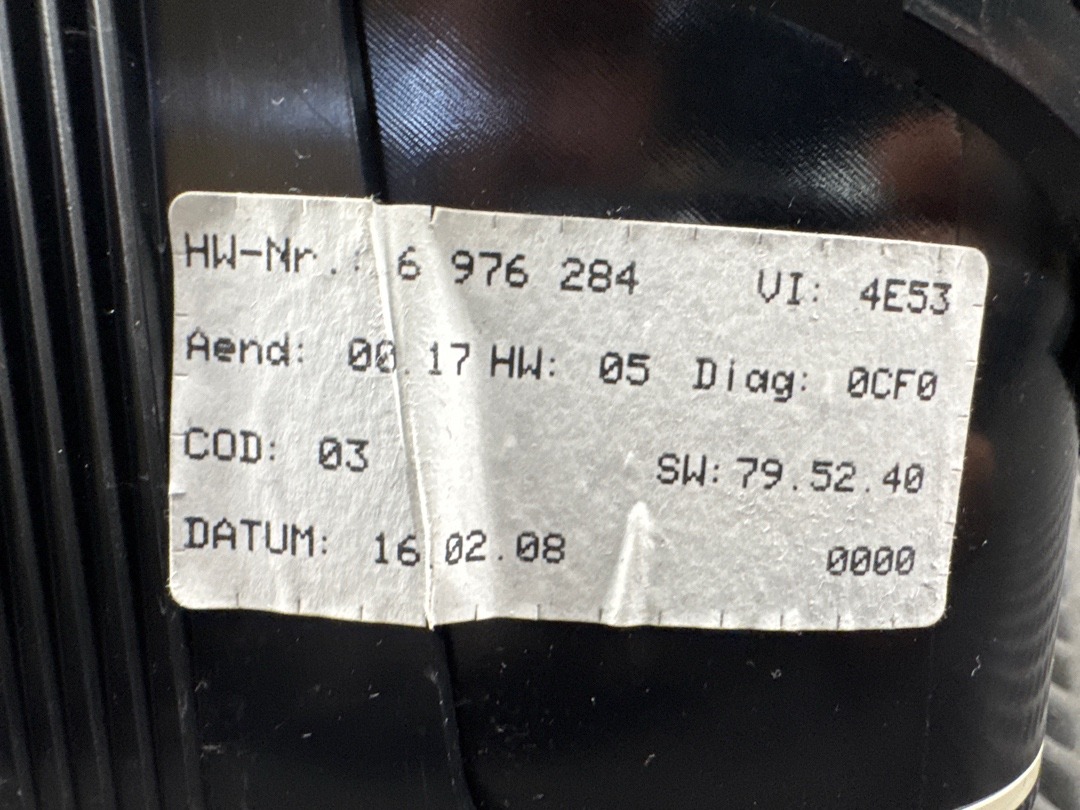 HW-Nr.: 6 976 284 VI: 4E53
Aend: 00.17 HW: 05 Diag: 0CF0
COD: 03 SW: 79.52.40
DATUM: 16.02.08 0000